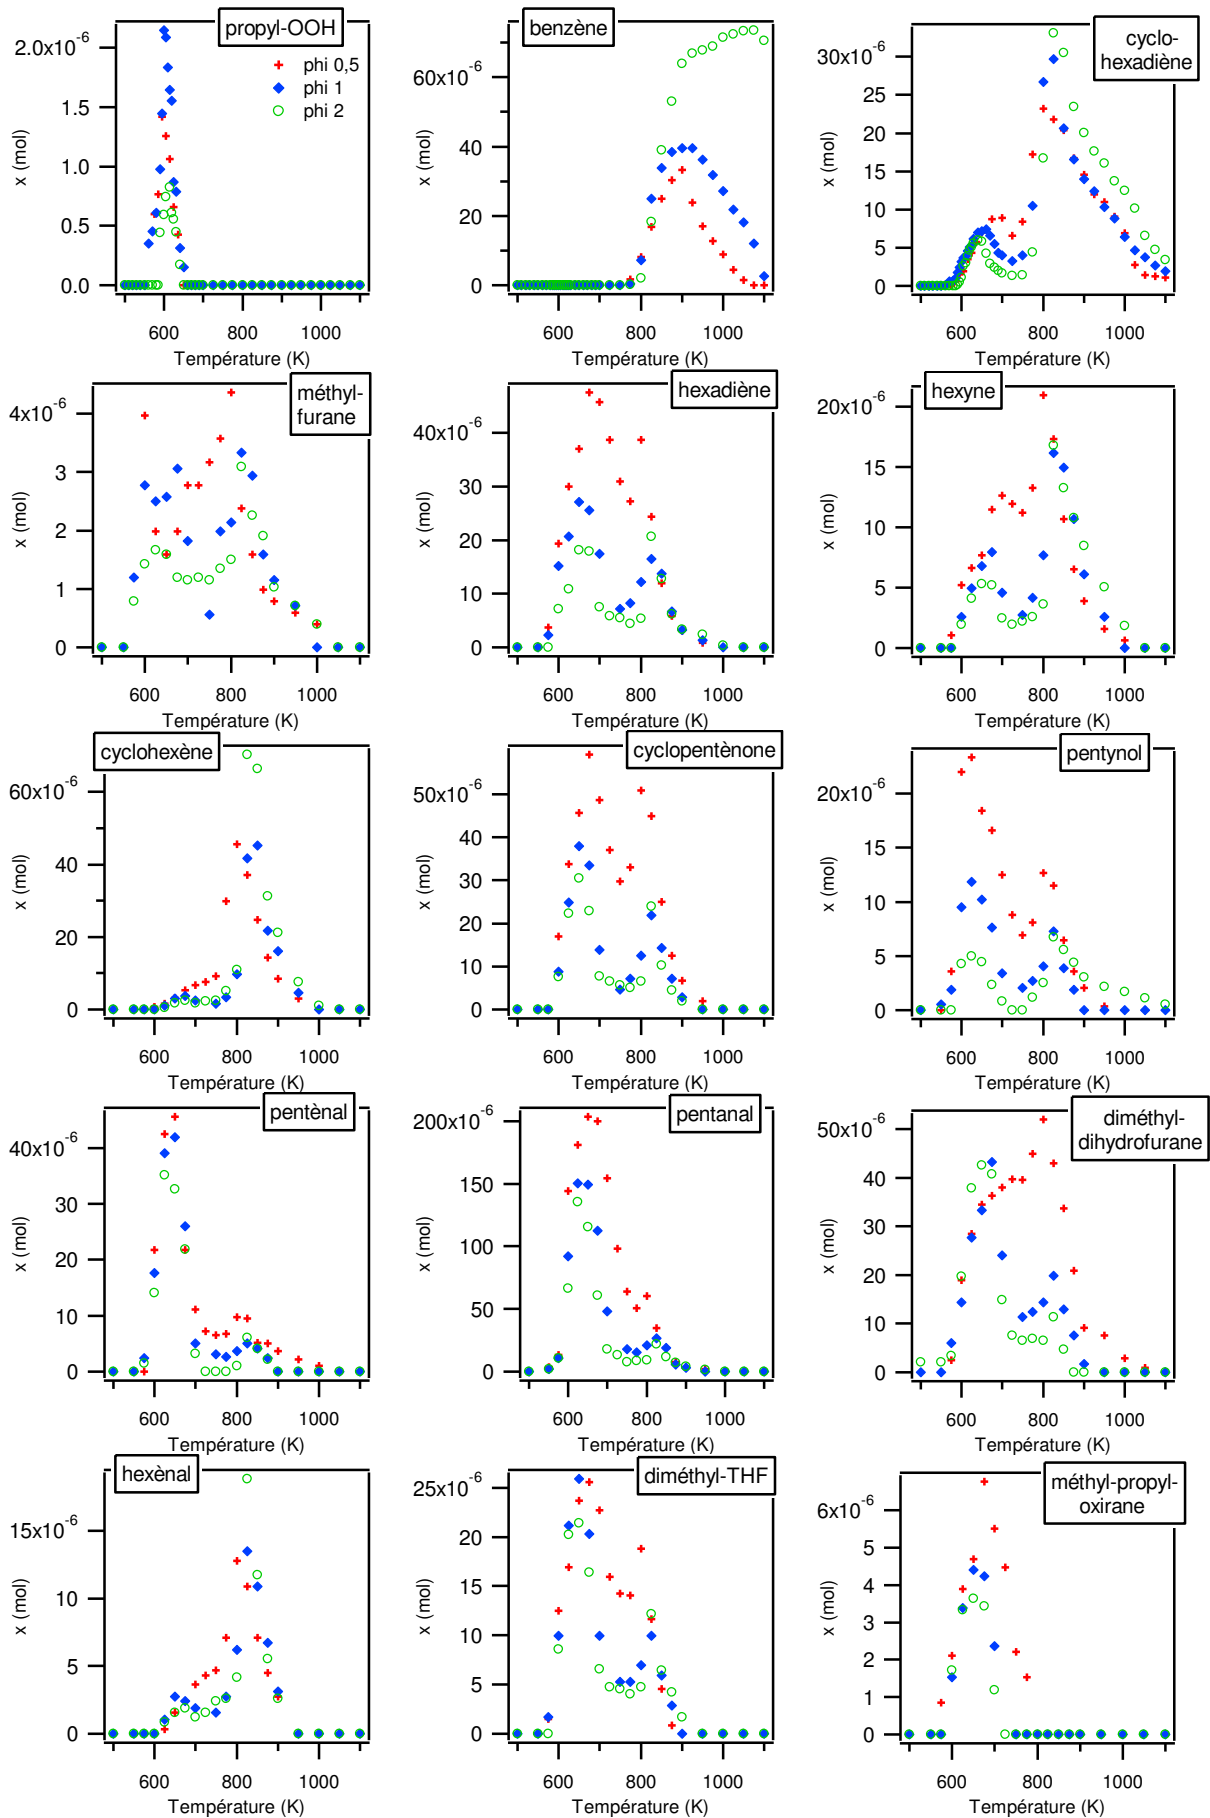 propyl-OOH
phi 0,5
phi 1
phi 2
2.0x10-6
1.5
1.0
0.5
0.0
x (mol)
600 800 1000
Température (K)
benzène
60x10-6
40
20
0
x (mol)
600 800 1000
Température (K)
cyclo-
hexadiène
30x10-6
25
20
15
10
5
0
x (mol)
600 800 1000
Température (K)
méthyl-
furane
4x10-6
3
2
1
0
x (mol)
600 800 1000
Température (K)
hexadiène
40x10-6
30
20
10
0
x (mol)
600 800 1000
Température (K)
hexyne
20x10-6
15
10
5
0
x (mol)
600 800 1000
Température (K)
cyclohexène
60x10-6
40
20
0
x (mol)
600 800 1000
Température (K)
cyclopentènone
50x10-6
40
30
20
10
0
x (mol)
600 800 1000
Température (K)
pentynol
20x10-6
15
10
5
0
x (mol)
600 800 1000
Température (K)
pentènal
40x10-6
30
20
10
0
x (mol)
600 800 1000
Température (K)
pentanal
200x10-6
150
100
50
0
x (mol)
600 800 1000
Température (K)
diméthyl-
dihydrofurane
50x10-6
40
30
20
10
0
x (mol)
600 800 1000
Température (K)
hexènal
15x10-6
10
5
0
x (mol)
600 800 1000
Température (K)
diméthyl-THF
25x10-6
20
15
10
5
0
x (mol)
600 800 1000
Température (K)
méthyl-propyl-
oxirane
6x10-6
5
4
3
2
1
0
x (mol)
600 800 1000
Température (K)